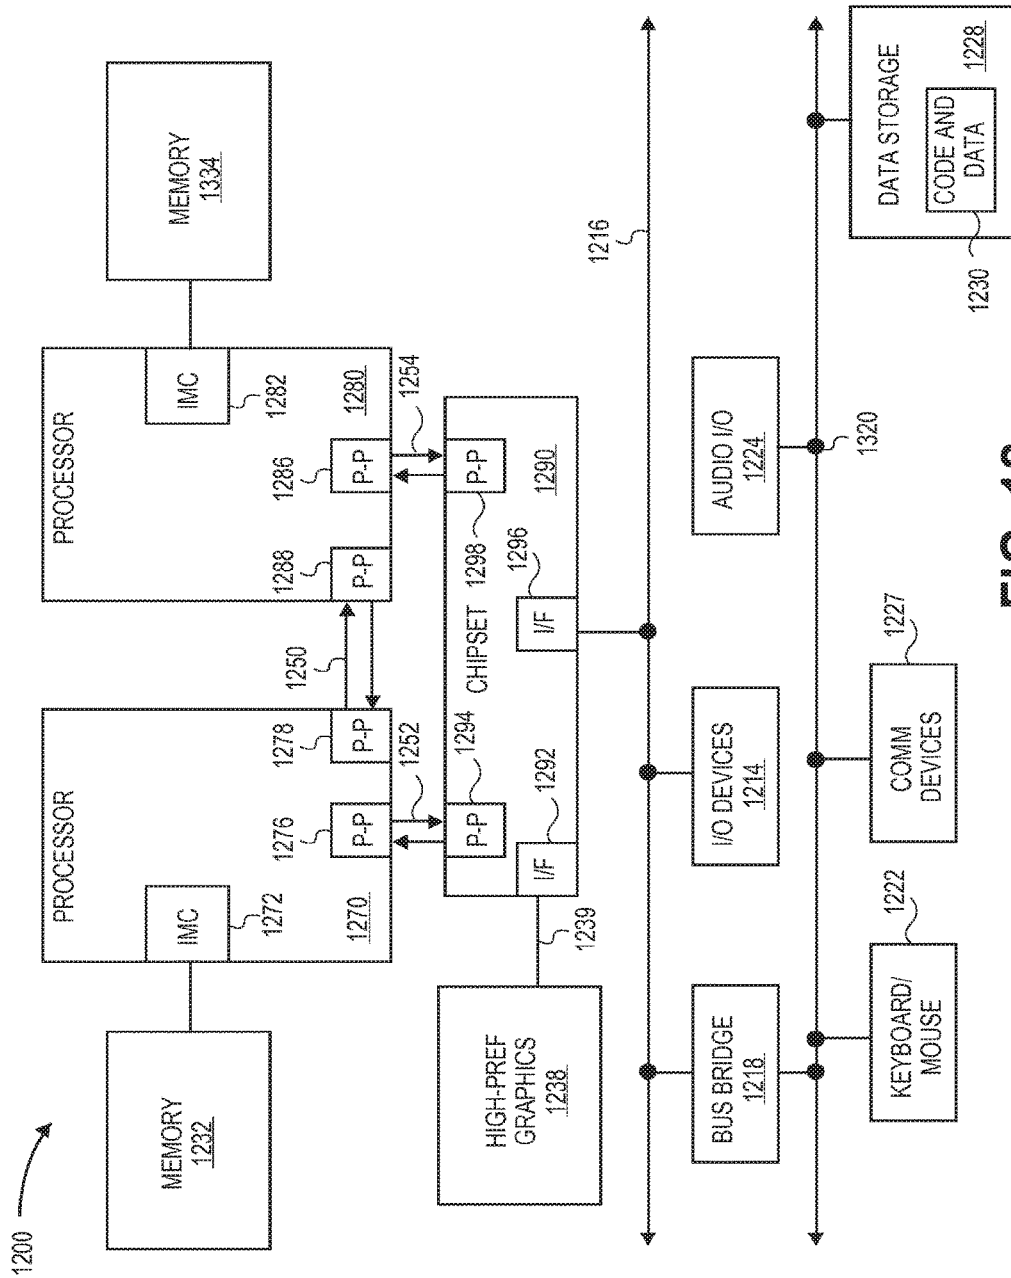 1200
MEMORY
1232
PROCESSOR
IMC
1272
1270
1276
P-P
1278
P-P
1250
PROCESSOR
1288
P-P
1286
P-P
IMC
1282
1280
MEMORY
1334
1252
1254
HIGH-PREF
GRAPHICS
1238
1239
P-P
1294
CHIPSET
P-P
1298
1290
I/F
1292
I/F
1296
1216
BUS BRIDGE
1218
I/O DEVICES
1214
AUDIO I/O
1224
1320
KEYBOARD/
MOUSE
1222
COMM
DEVICES
1227
DATA STORAGE
1228
CODE AND
DATA
1230